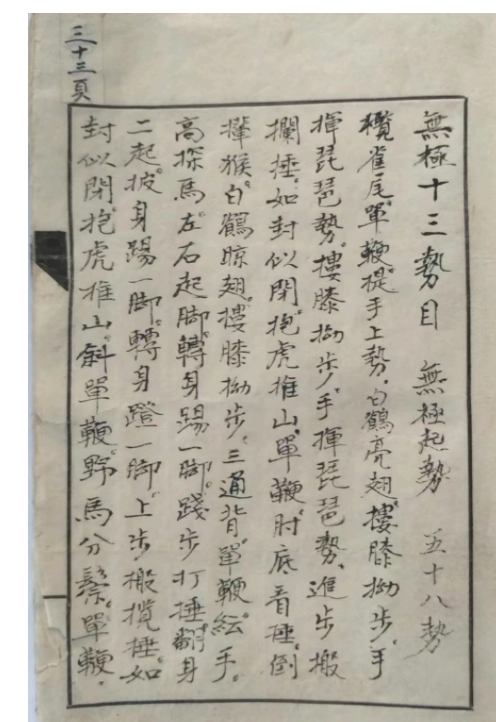 三十三頁
無極十三勢目 無極起勢 五十八勢
欖雀尾。單鞭。提手上勢。白鶴亮翅。摟膝拗步。手
揮琵琶勢。摟膝拗步。手揮琵琶勢。進步搬
攔捶。如封似閉。抱虎推山。單鞭。肘底看捶。倒
攆猴。白鶴晾翅。摟膝拗步。三通背。單鞭。紜手。
高探馬。左右起脚。轉身踢一脚。踐步打捶。翻身
二起。披身踢一脚。轉身蹬一脚。上步搬攬捶。如
封似閉。抱虎推山。斜單鞭。野馬分鬃。單鞭。